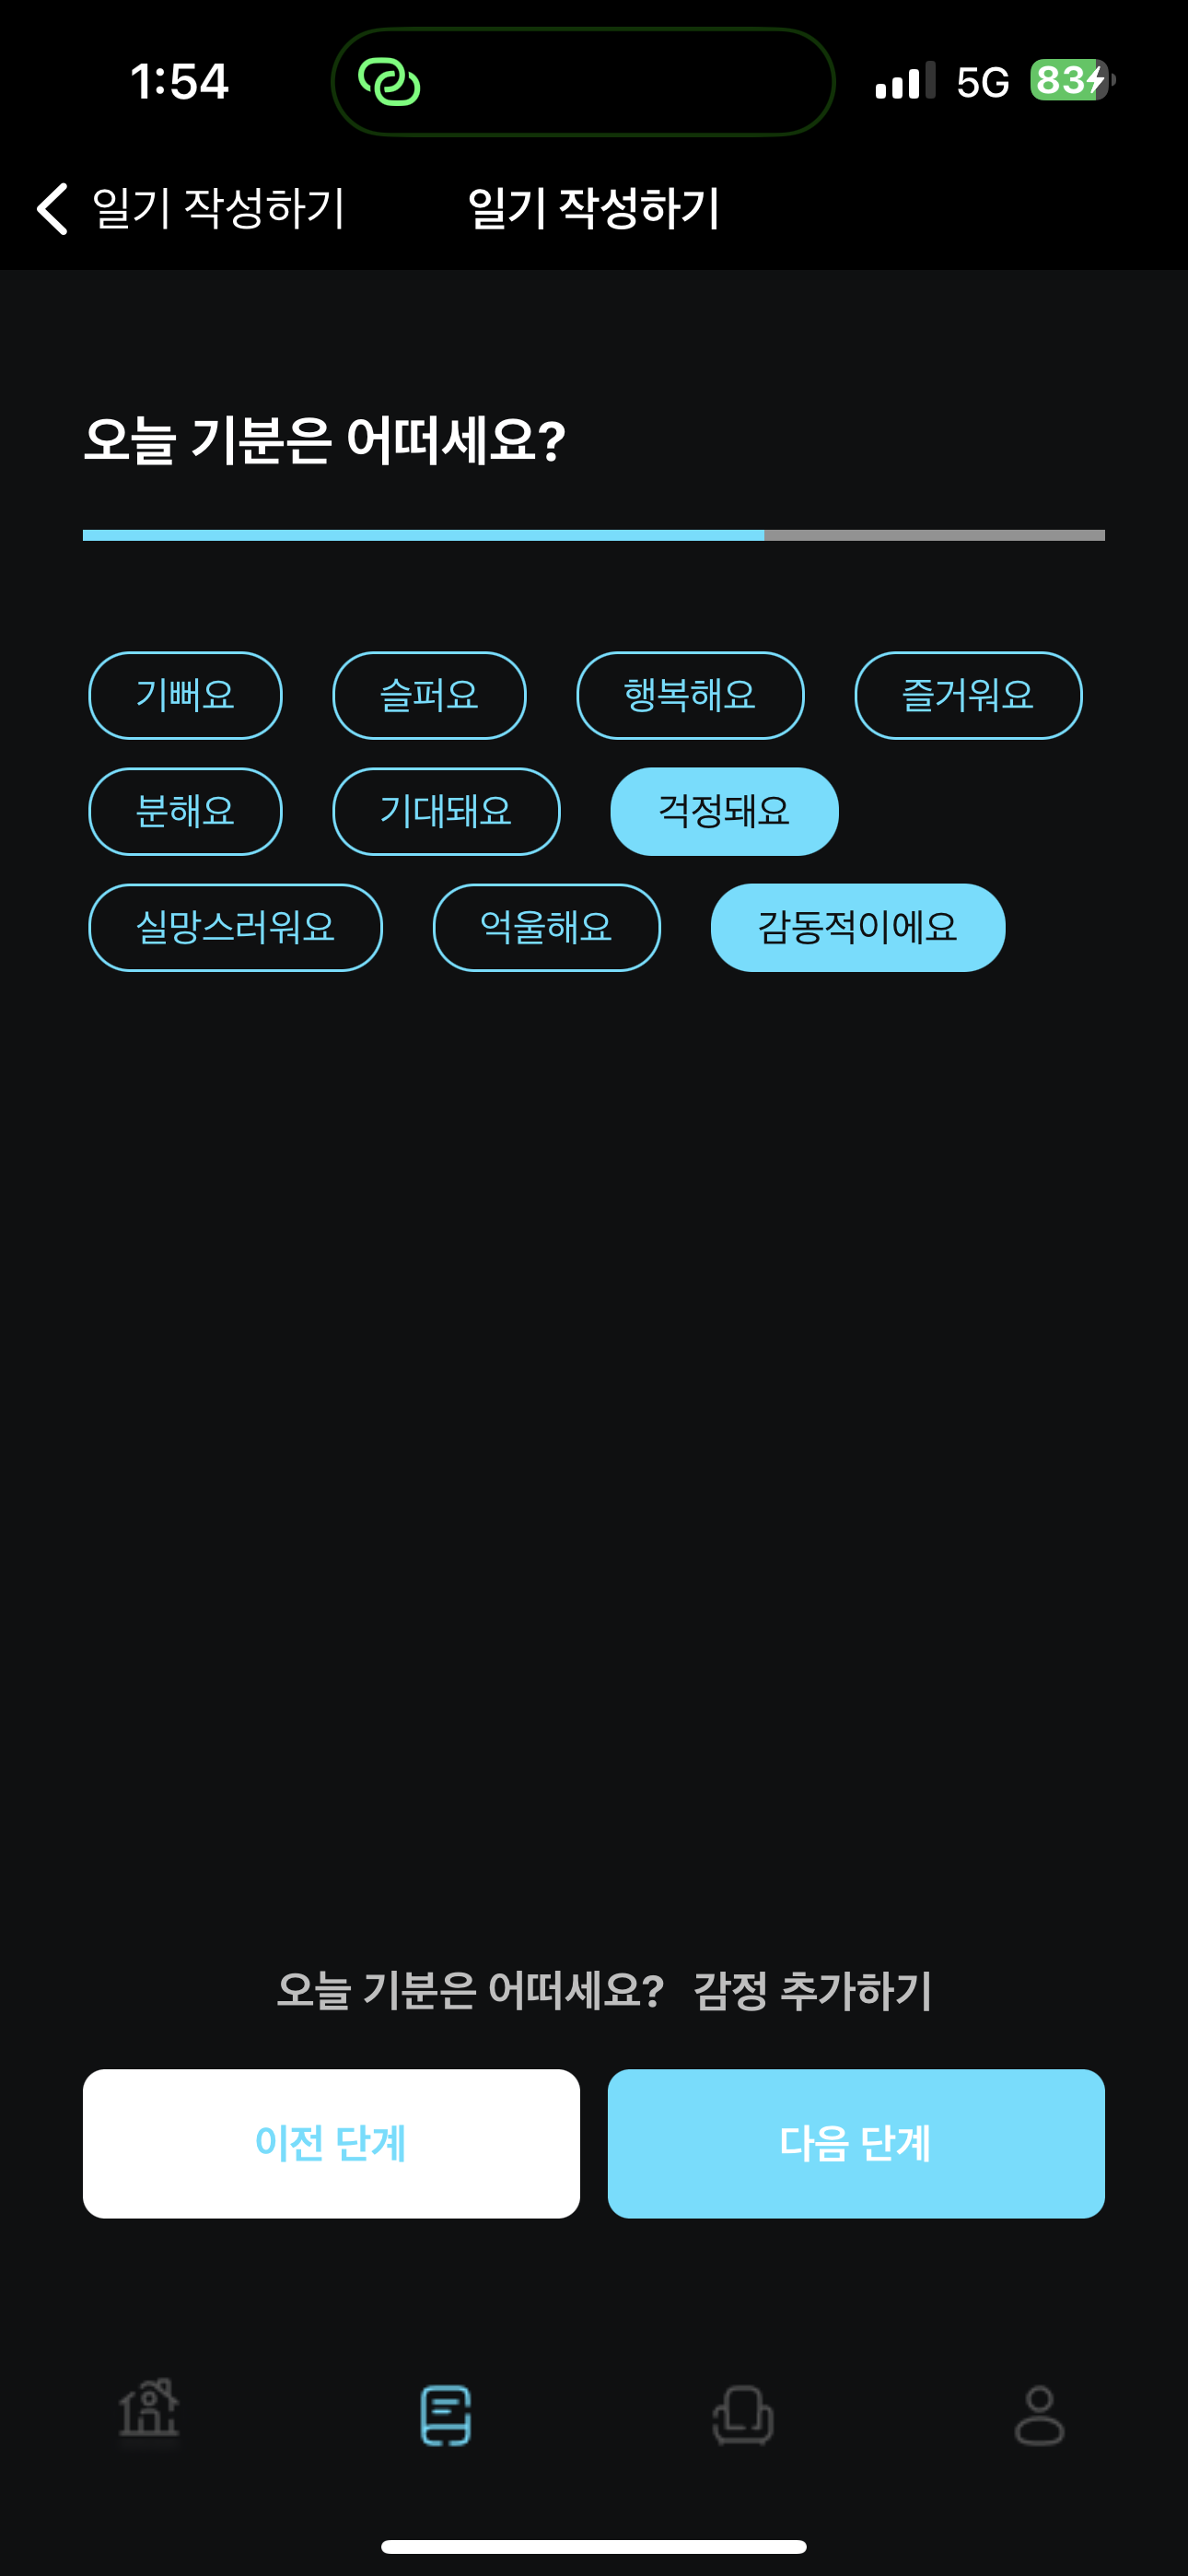 1:54 5G 83
일기 작성하기 일기 작성하기
오늘 기분은 어떠세요?
기뻐요 슬퍼요 행복해요 즐거워요
분해요 기대돼요 걱정돼요
실망스러워요 억울해요 감동적이에요
오늘 기분은 어떠세요? 감정 추가하기
이전 단계 다음 단계